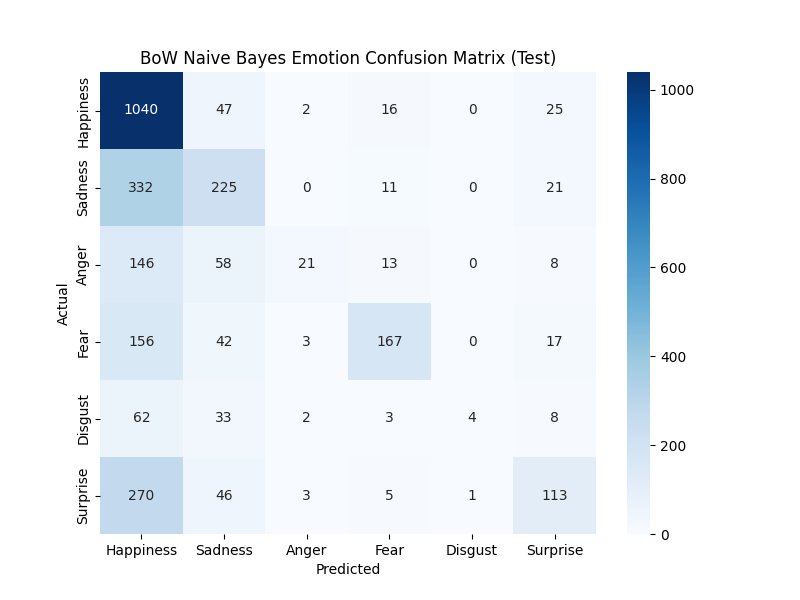 BoW Naive Bayes Emotion Confusion Matrix (Test)
Happiness 1040 47 2 16 0 25
Sadness 332 225 0 11 0 21
Anger 146 58 21 13 0 8
Fear 156 42 3 167 0 17
Disgust 62 33 2 3 4 8
Surprise 270 46 3 5 1 113
Happiness Sadness Anger Fear Disgust Surprise
Predicted
Actual
1000
800
600
400
200
0